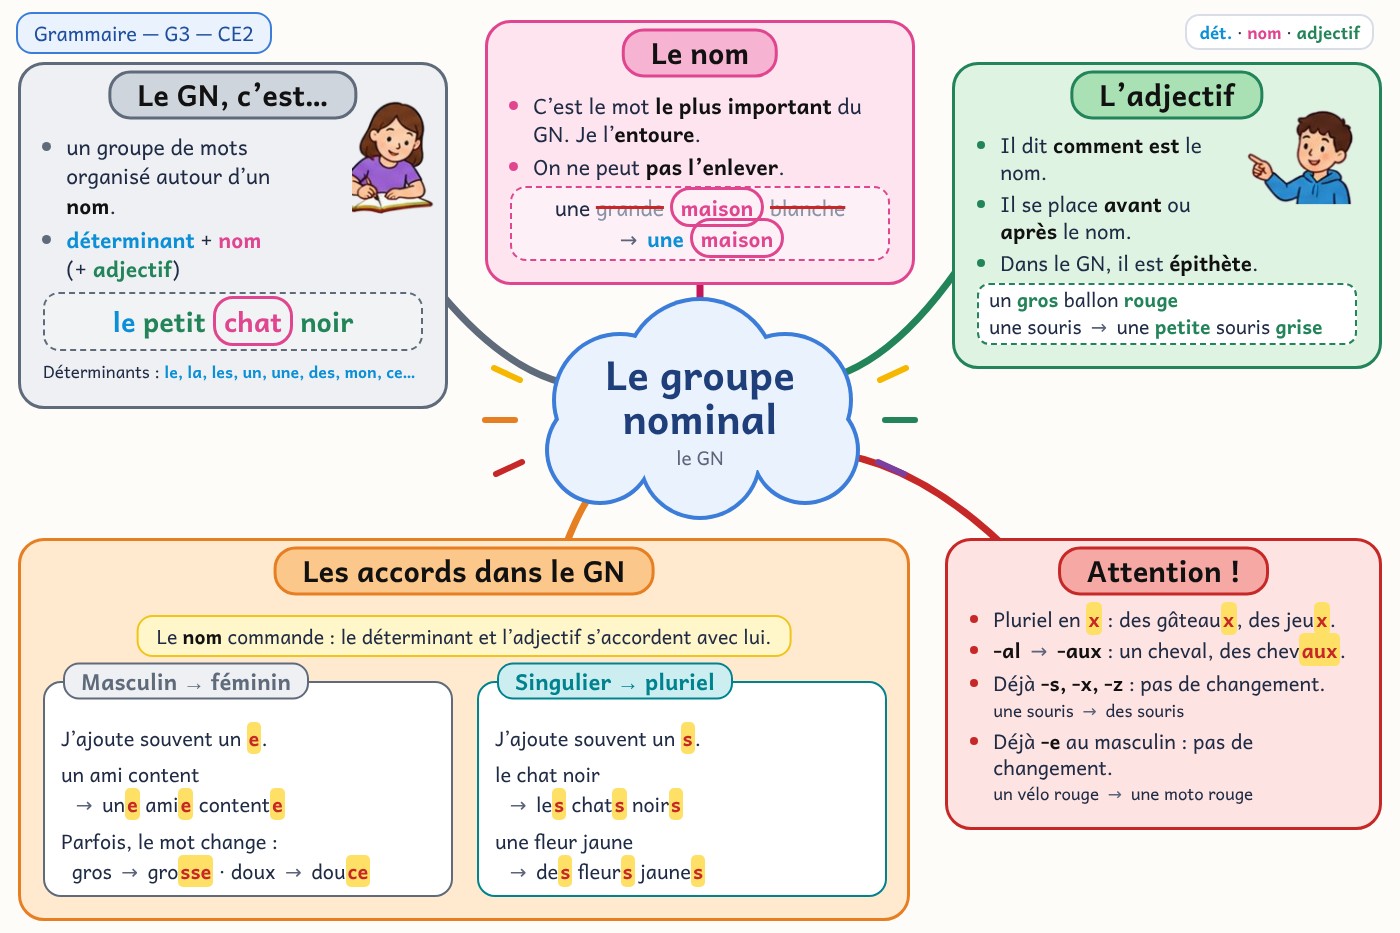 Grammaire — G3 — CE2
dét. · nom · adjectif
Le GN, c’est…
un groupe de mots
organisé autour d’un
nom.
déterminant + nom
(+ adjectif)
le petit chat noir
Déterminants : le, la, les, un, une, des, mon, ce…
Le nom
C’est le mot le plus important du
GN. Je l’entoure.
On ne peut pas l’enlever.
une grande maison blanche
→ une maison
L’adjectif
Il dit comment est le
nom.
Il se place avant ou
après le nom.
Dans le GN, il est épithète.
un gros ballon rouge
une souris → une petite souris grise
Le groupe
nominal
le GN
Les accords dans le GN
Le nom commande : le déterminant et l’adjectif s’accordent avec lui.
Masculin → féminin
J’ajoute souvent un e.
un ami content
→ une amie contente
Parfois, le mot change :
gros → grosse · doux → douce
Singulier → pluriel
J’ajoute souvent un s.
le chat noir
→ les chats noirs
une fleur jaune
→ des fleurs jaunes
Attention !
Pluriel en x : des gâteaux, des jeux.
-al → -aux : un cheval, des chevaux.
Déjà -s, -x, -z : pas de changement.
une souris → des souris
Déjà -e au masculin : pas de
changement.
un vélo rouge → une moto rouge